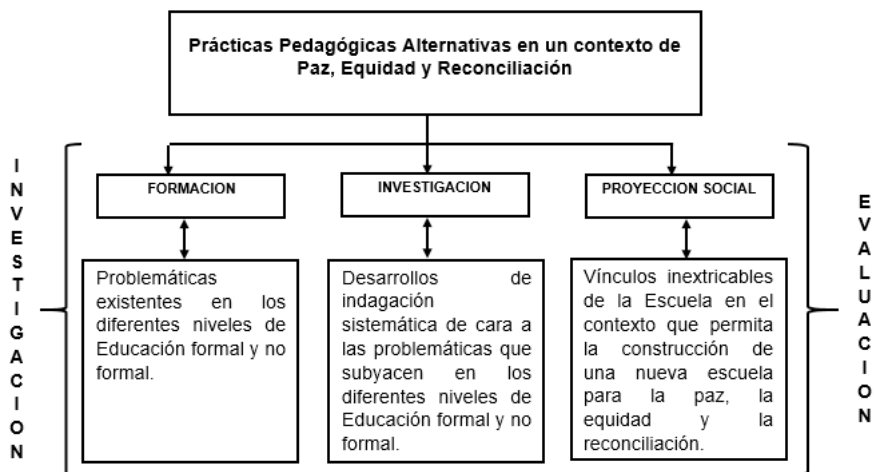 Prácticas Pedagógicas Alternativas en un contexto de
Paz, Equidad y Reconciliación
INVESTIGACION
FORMACION
Problemáticas
existentes en los
diferentes niveles de
Educación formal y no
formal.
INVESTIGACION
Desarrollos de
indagación
sistemática de cara a
las problemáticas que
subyacen en los
diferentes niveles de
Educación formal y no
formal.
PROYECCION SOCIAL
Vínculos inextricables
de la Escuela en el
contexto que permita
la construcción de
una nueva escuela
para la paz, la
equidad y la
reconciliación.
EVALUACION